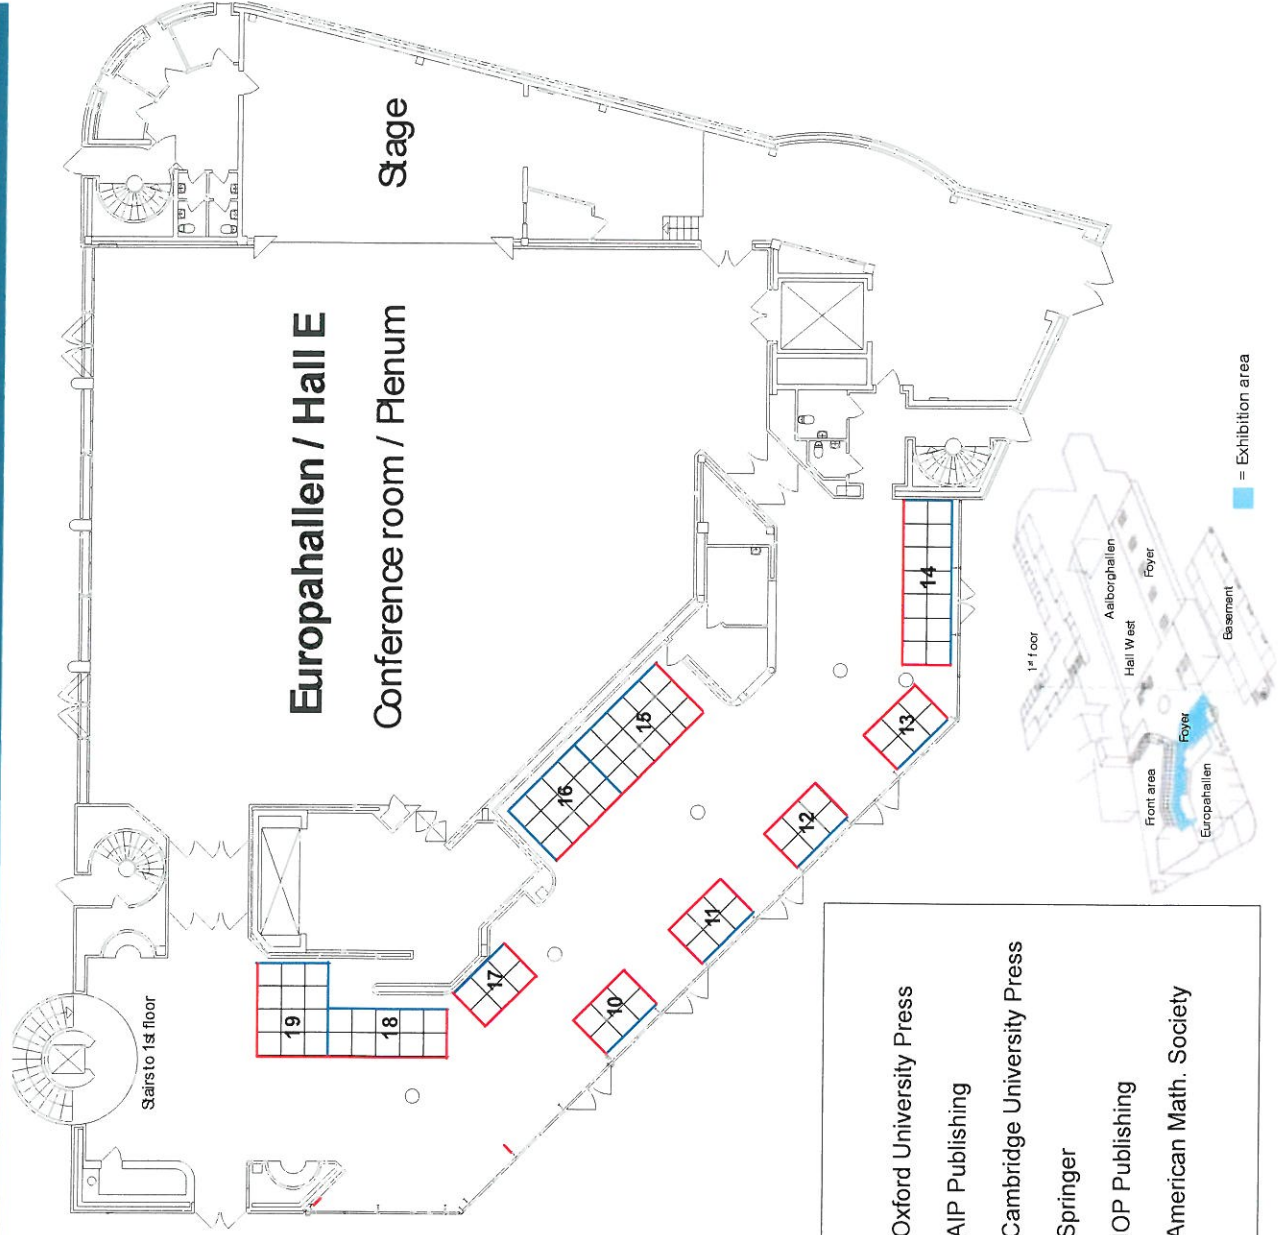 Stage
Europahallen / Hall E
Conference room / Plenum
Stairs to 1st floor
19
18
17
16
15
14
13
12
11
10
1st floor
Aalborghallen
Hall West
Foyer
Basement
Front area
Foyer
Europahallen
= Exhibition area
Oxford University Press
AIP Publishing
Cambridge University Press
Springer
IOP Publishing
American Math. Society